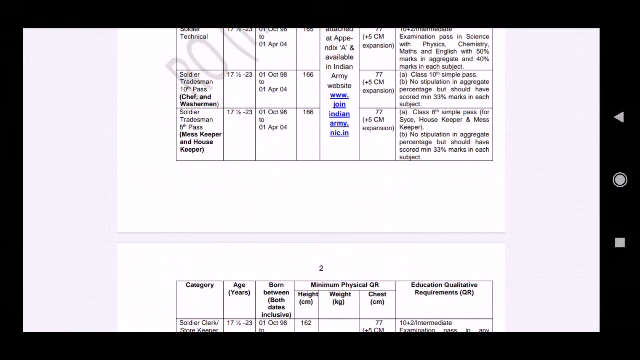 Soldier 17 ½ -23 01 Oct 98 165 attached 77 10+2/Intermediate
Technical to at Appe- (+5 CM Examination pass in Science
01 Apr 04 ndix 'A' & expansion) with Physics, Chemistry,
available Maths and English with 50%
in Indian marks in aggregate and 40%
Army marks in each subject.
website
Soldier 17 ½ -23 01 Oct 98 166 77 (a) Class 10th simple pass.
Tradesman to www. (+5 CM (b) No stipulation in aggregate
10th Pass 01 Apr 04 join expansion) percentage but should have
(Chef, and indian scored min 33% marks in each
Washerman) army. subject.
Soldier 17 ½ -23 01 Oct 98 166 nic.in 77 (a) Class 8th simple pass (for
Tradesman to (+5 CM Syce, House Keeper & Mess
8th Pass 01 Apr 04 expansion) Keeper).
(Mess Keeper (b) No stipulation in aggregate
and House percentage but should have
Keeper) scored min 33% marks in each
subject.
2
Category Age (Years) Born between (Both dates inclusive) Minimum Physical QR Education Qualitative Requirements (QR)
Height (cm) Weight (kg) Chest (cm)
Soldier Clerk/ 17 ½ -23 01 Oct 98 162 77 10+2/Intermediate
Store Keeper to (+5 CM Examination pass in any